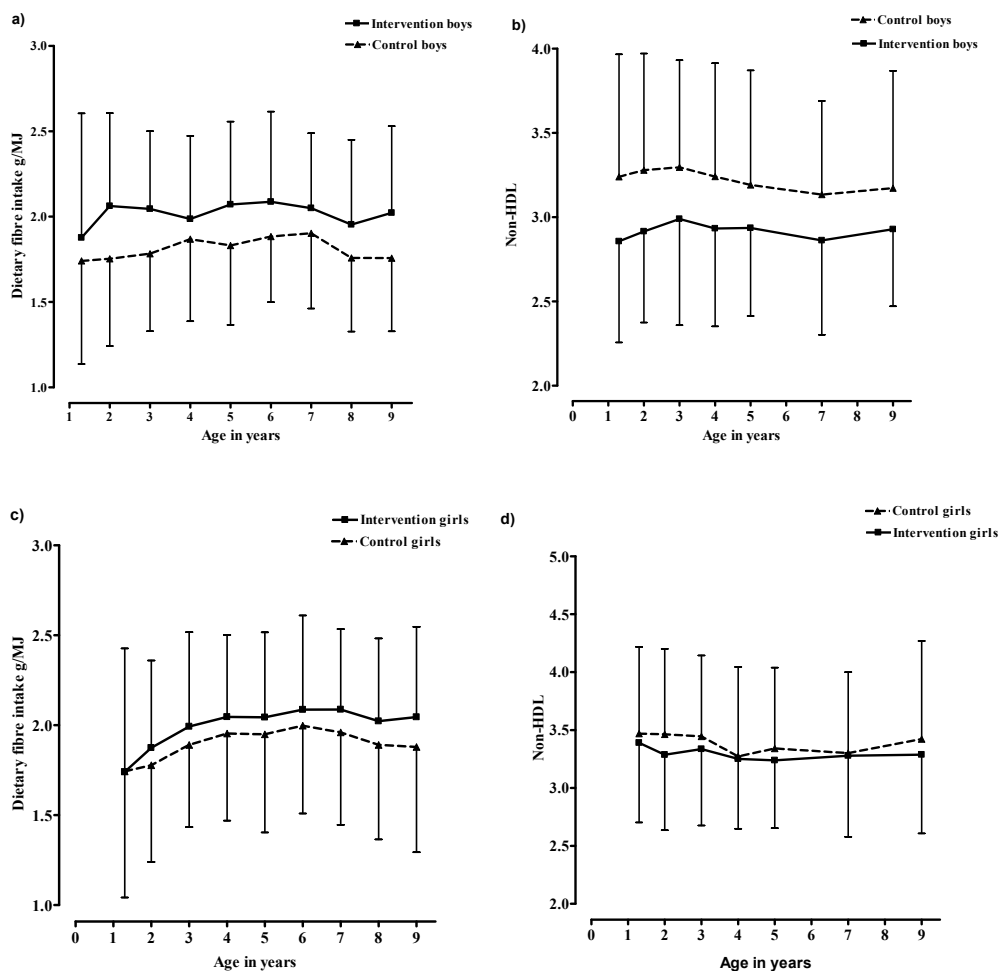 a)
Intervention boys
Control boys
Dietary fibre intake g/MJ
3.0
2.5
2.0
1.5
1.0
1 2 3 4 5 6 7 8 9
Age in years
b)
Control boys
Intervention boys
Non-HDL
4.0
3.5
3.0
2.5
2.0
0 1 2 3 4 5 6 7 8 9
Age in years
c)
Intervention girls
Control girls
Dietary fibre intake g/MJ
3.0
2.5
2.0
1.5
1.0
0 1 2 3 4 5 6 7 8 9
Age in years
d)
Control girls
Intervention girls
Non-HDL
5.0
4.5
4.0
3.5
3.0
2.5
2.0
0 1 2 3 4 5 6 7 8 9
Age in years